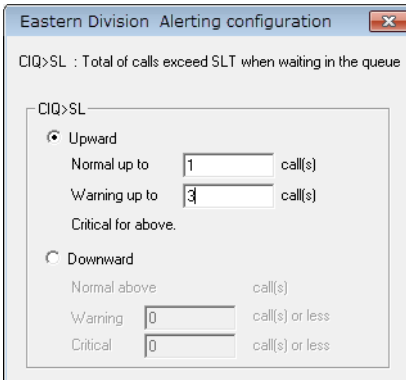 Eastern Division Alerting configuration
CIQ>SL : Total of calls exceed SLT when waiting in the queue
CIQ>SL
Upward
Normal up to 1 call(s)
Warning up to 3 call(s)
Critical for above.
Downward
Normal above call(s)
Warning 0 call(s) or less
Critical 0 call(s) or less